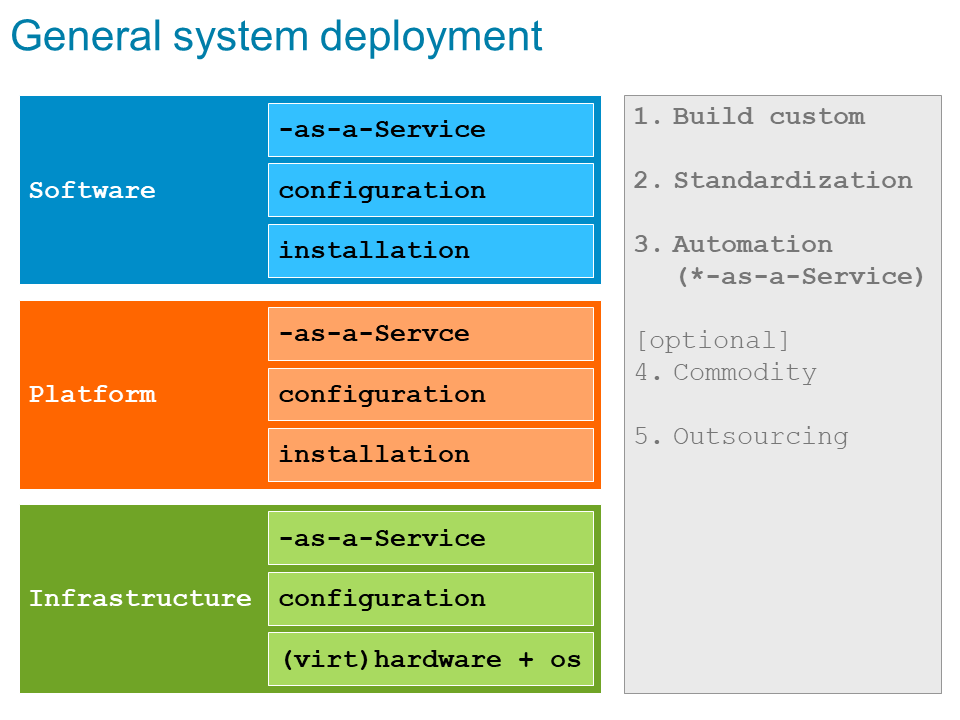 General system deployment
Software
-as-a-Service
configuration
installation
Platform
-as-a-Servce
configuration
installation
Infrastructure
-as-a-Service
configuration
(virt)hardware + os
1. Build custom
2. Standardization
3. Automation
(*-as-a-Service)
[optional]
4. Commodity
5. Outsourcing